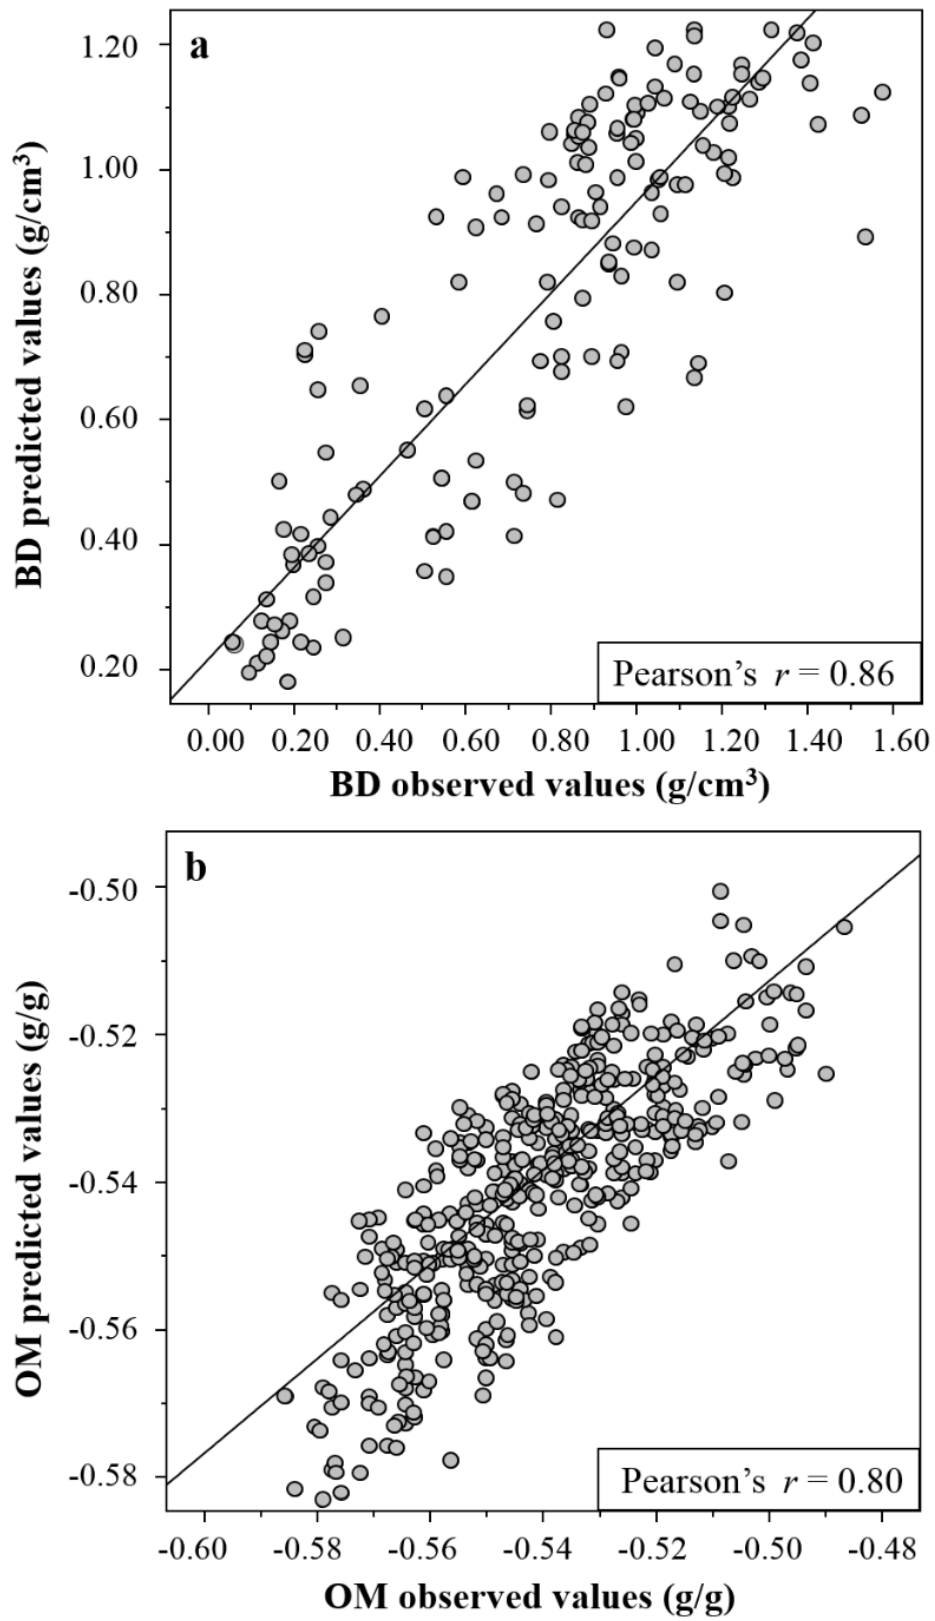 a
1.20
1.00
0.80
0.60
0.40
0.20
BD predicted values (g/cm³)
Pearson’s r = 0.86
0.00 0.20 0.40 0.60 0.80 1.00 1.20 1.40 1.60
BD observed values (g/cm³)
b
-0.50
-0.52
-0.54
-0.56
-0.58
OM predicted values (g/g)
Pearson’s r = 0.80
-0.60 -0.58 -0.56 -0.54 -0.52 -0.50 -0.48
OM observed values (g/g)